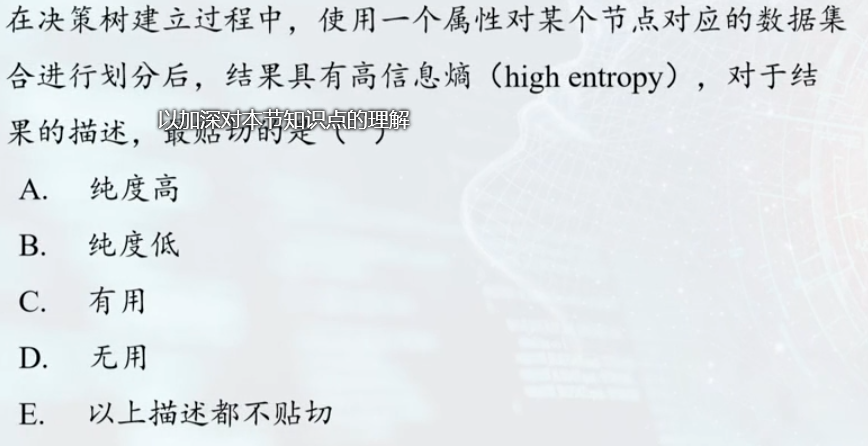 在决策树建立过程中，使用一个属性对某个节点对应的数据集
合进行划分后，结果具有高信息熵（high entropy），对于结
果的描述，最贴切的是（ ）
以加深对本节知识点的理解
A. 纯度高
B. 纯度低
C. 有用
D. 无用
E. 以上描述都不贴切